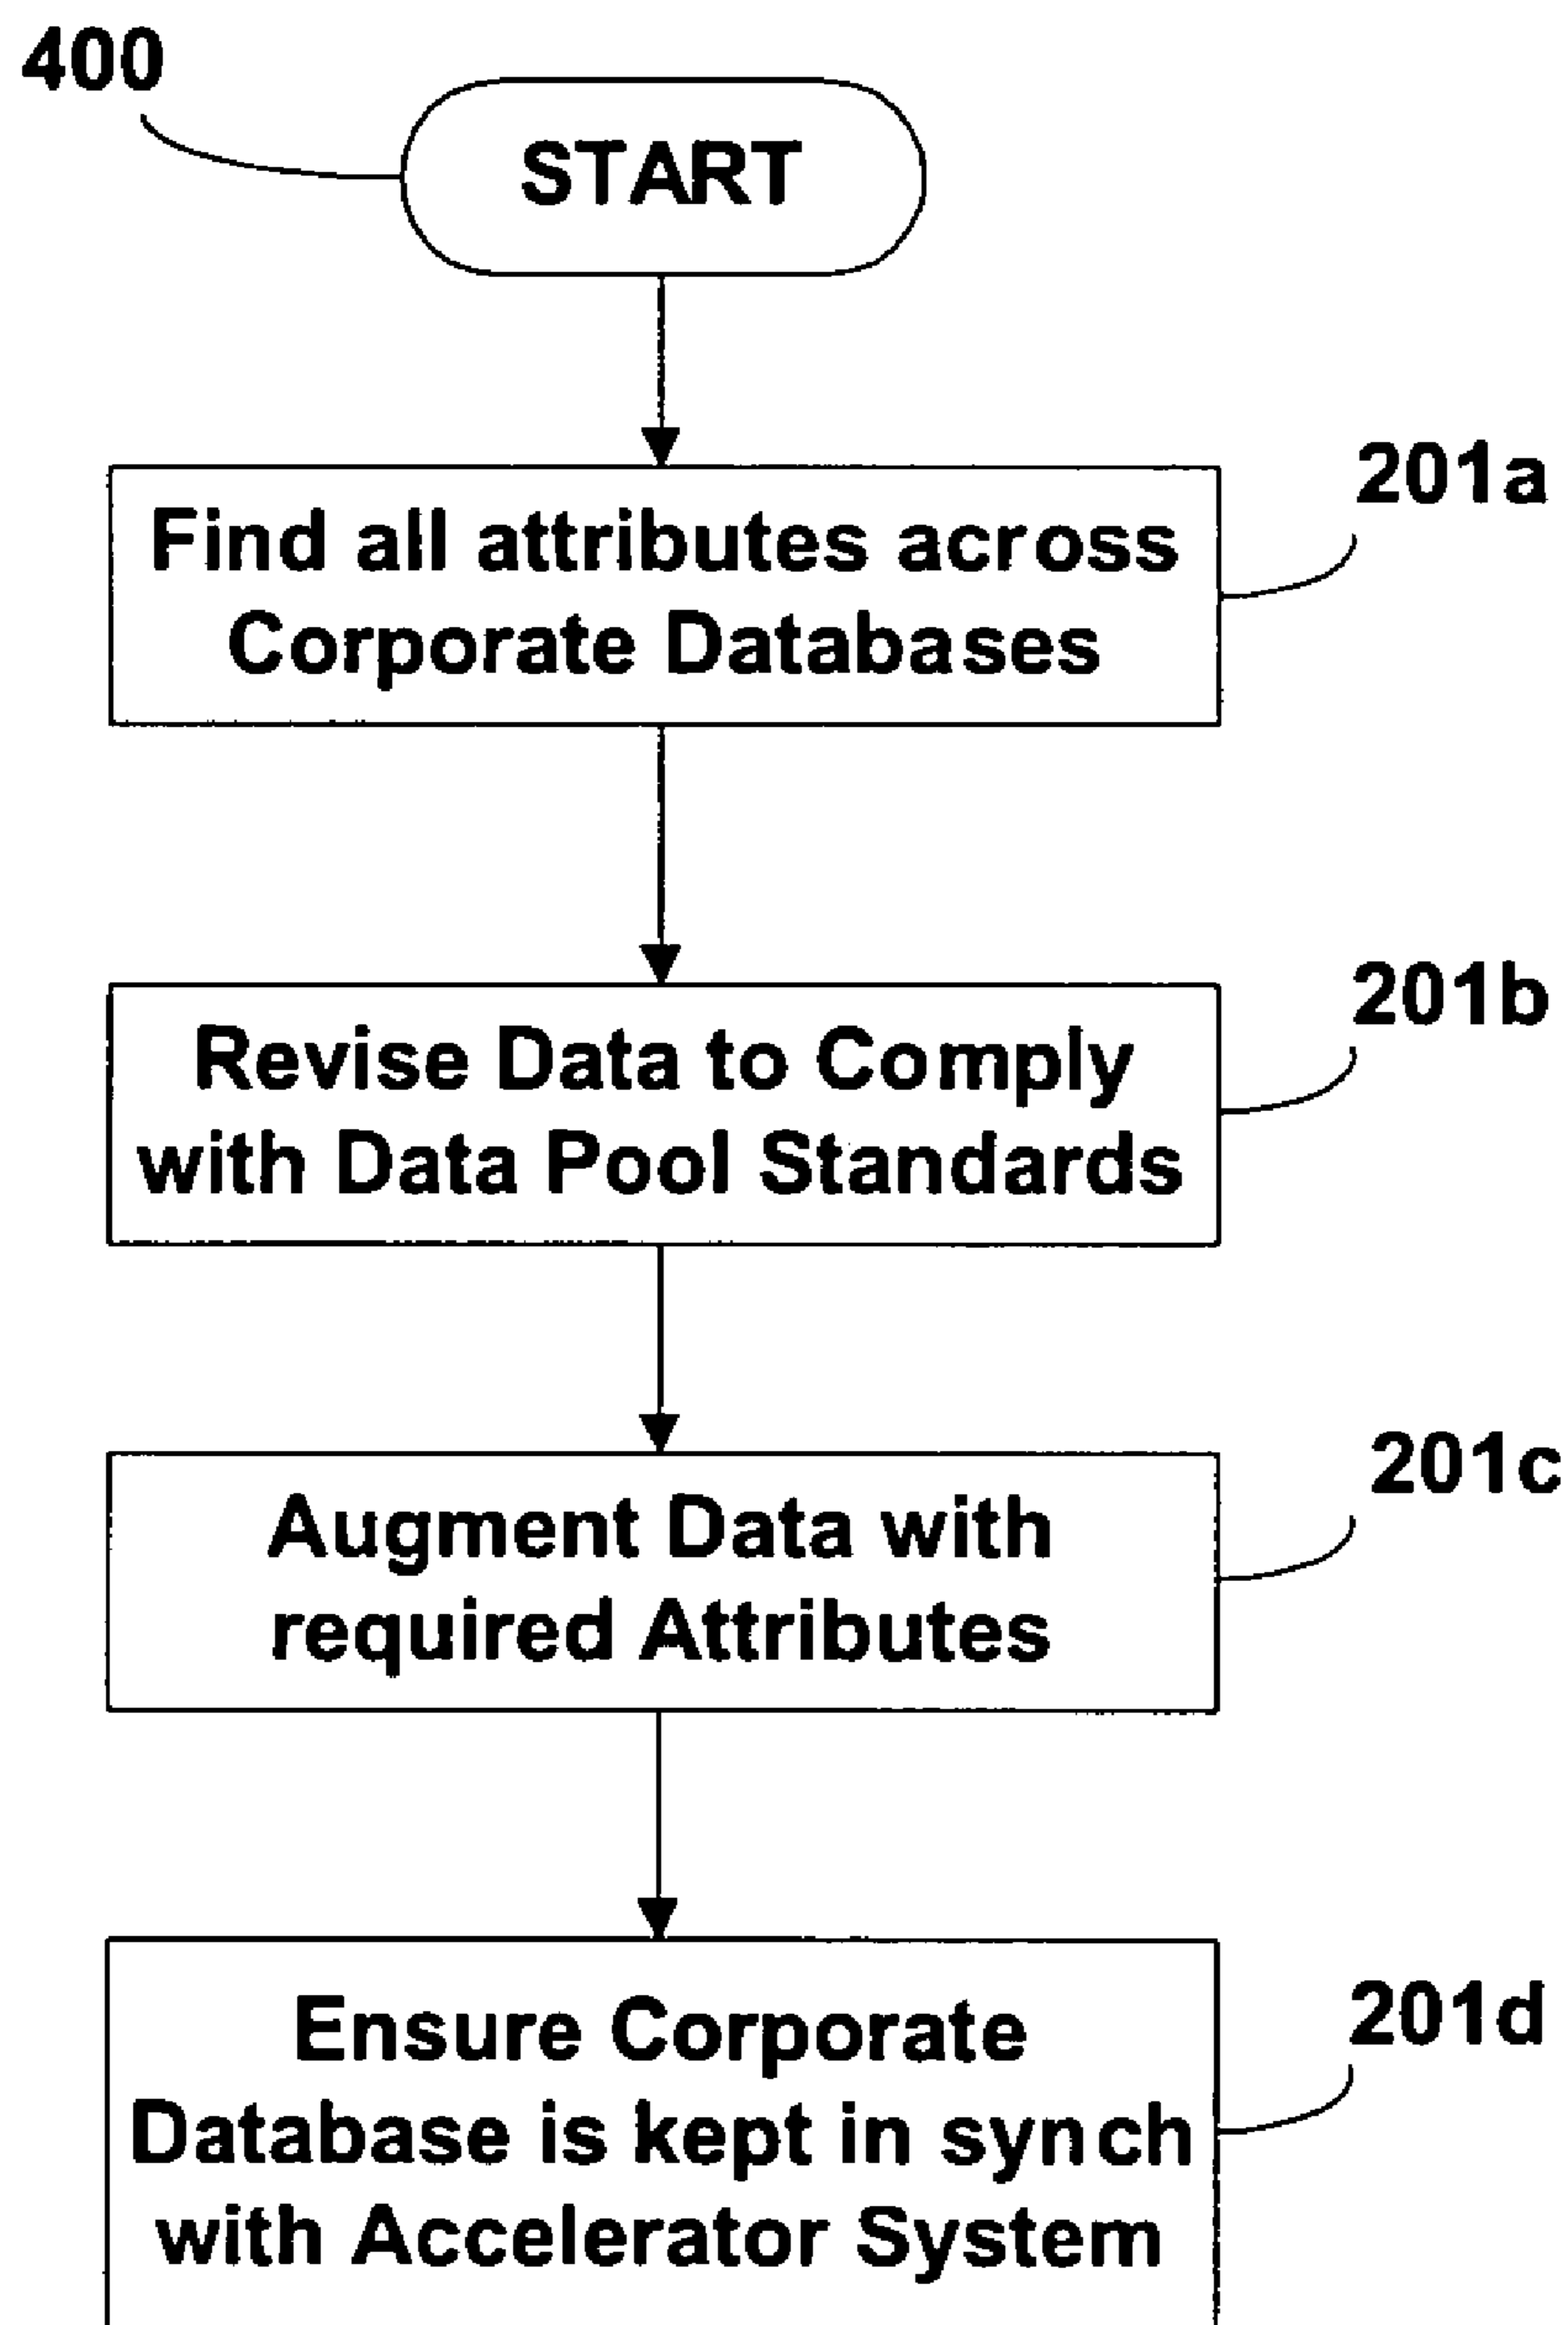 400
START
201a
Find all attributes across
Corporate Databases
201b
Revise Data to Comply
with Data Pool Standards
201c
Augment Data with
required Attributes
201d
Ensure Corporate
Database is kept in synch
with Accelerator System